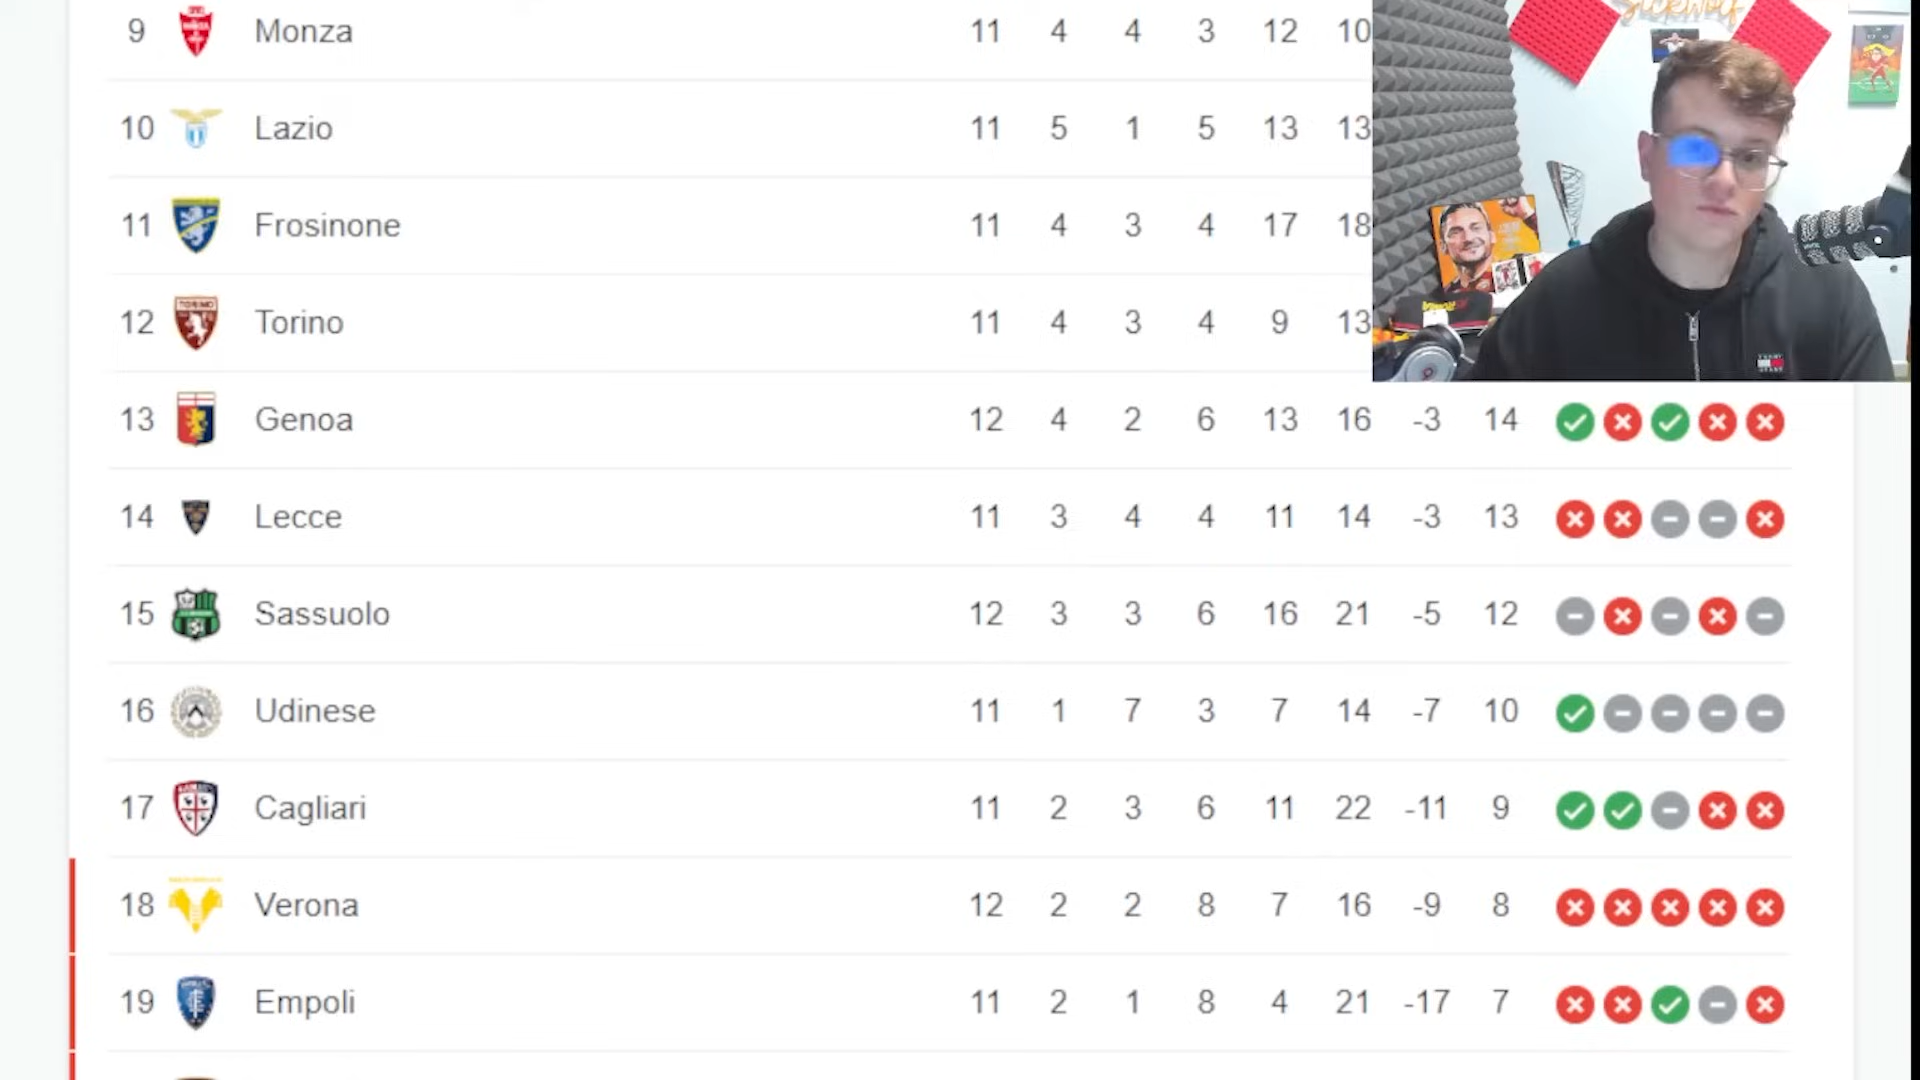 9 Monza 11 4 4 3 12 10
10 Lazio 11 5 1 5 13 13
11 Frosinone 11 4 3 4 17 18
12 Torino 11 4 3 4 9 13
13 Genoa 12 4 2 6 13 16 -3 14
14 Lecce 11 3 4 4 11 14 -3 13
15 Sassuolo 12 3 3 6 16 21 -5 12
16 Udinese 11 1 7 3 7 14 -7 10
17 Cagliari 11 2 3 6 11 22 -11 9
18 Verona 12 2 2 8 7 16 -9 8
19 Empoli 11 2 1 8 4 21 -17 7
TORINO
TOMMY
JEANS